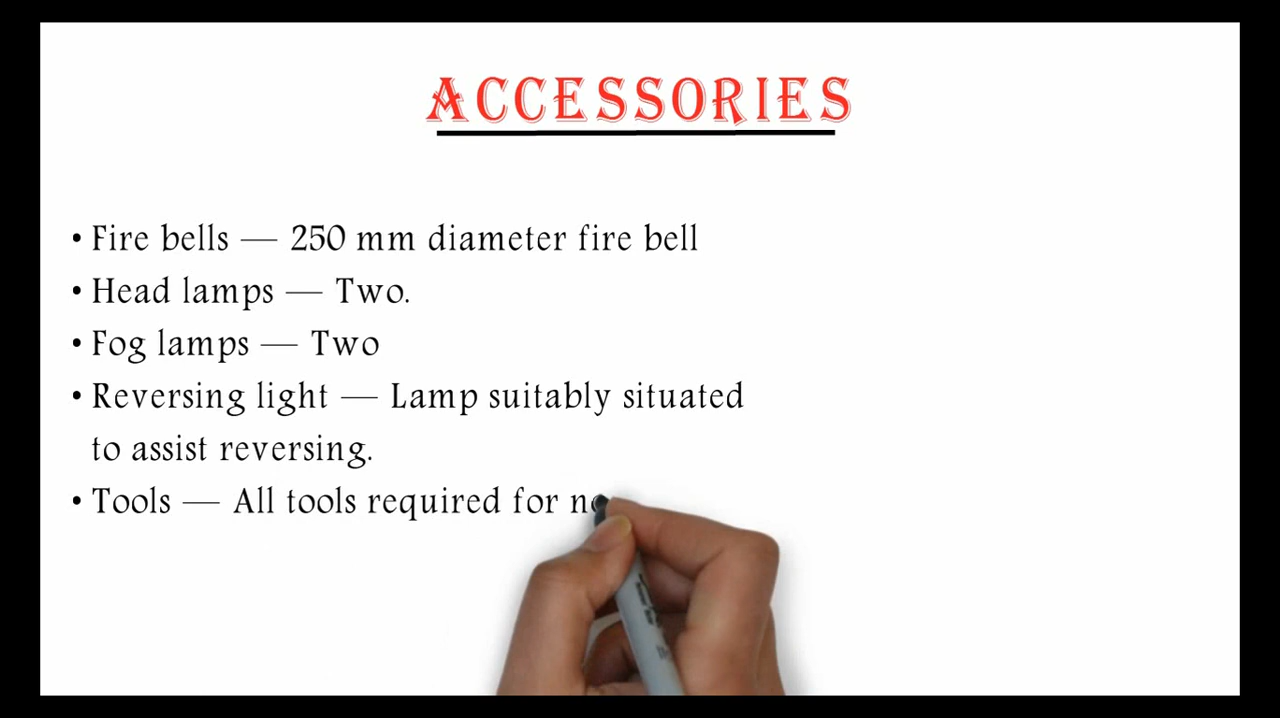 ACCESSORIES
• Fire bells — 250 mm diameter fire bell
• Head lamps — Two.
• Fog lamps — Two
• Reversing light — Lamp suitably situated
to assist reversing.
• Tools — All tools required for